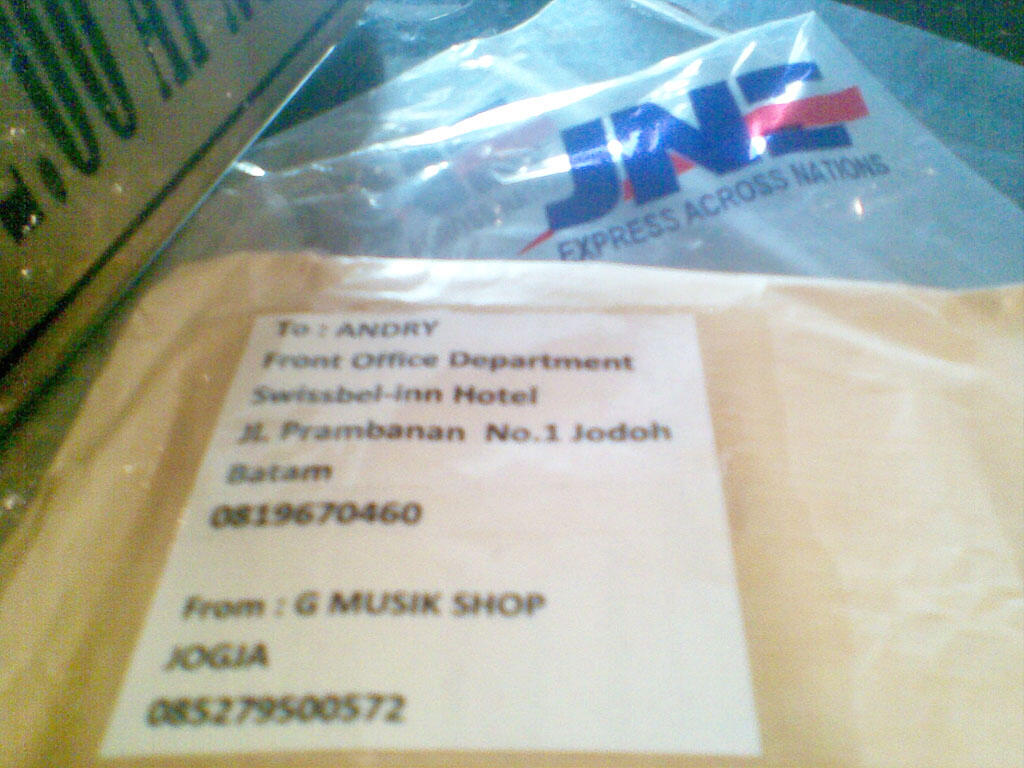 .000
JNE
EXPRESS ACROSS NATIONS
To : ANDRY
Front Office Department
Swissbel-inn Hotel
Jl. Prambanan No.1 Jodoh
Batam
0819670460
From : G MUSIK SHOP
JOGJA
085279500572